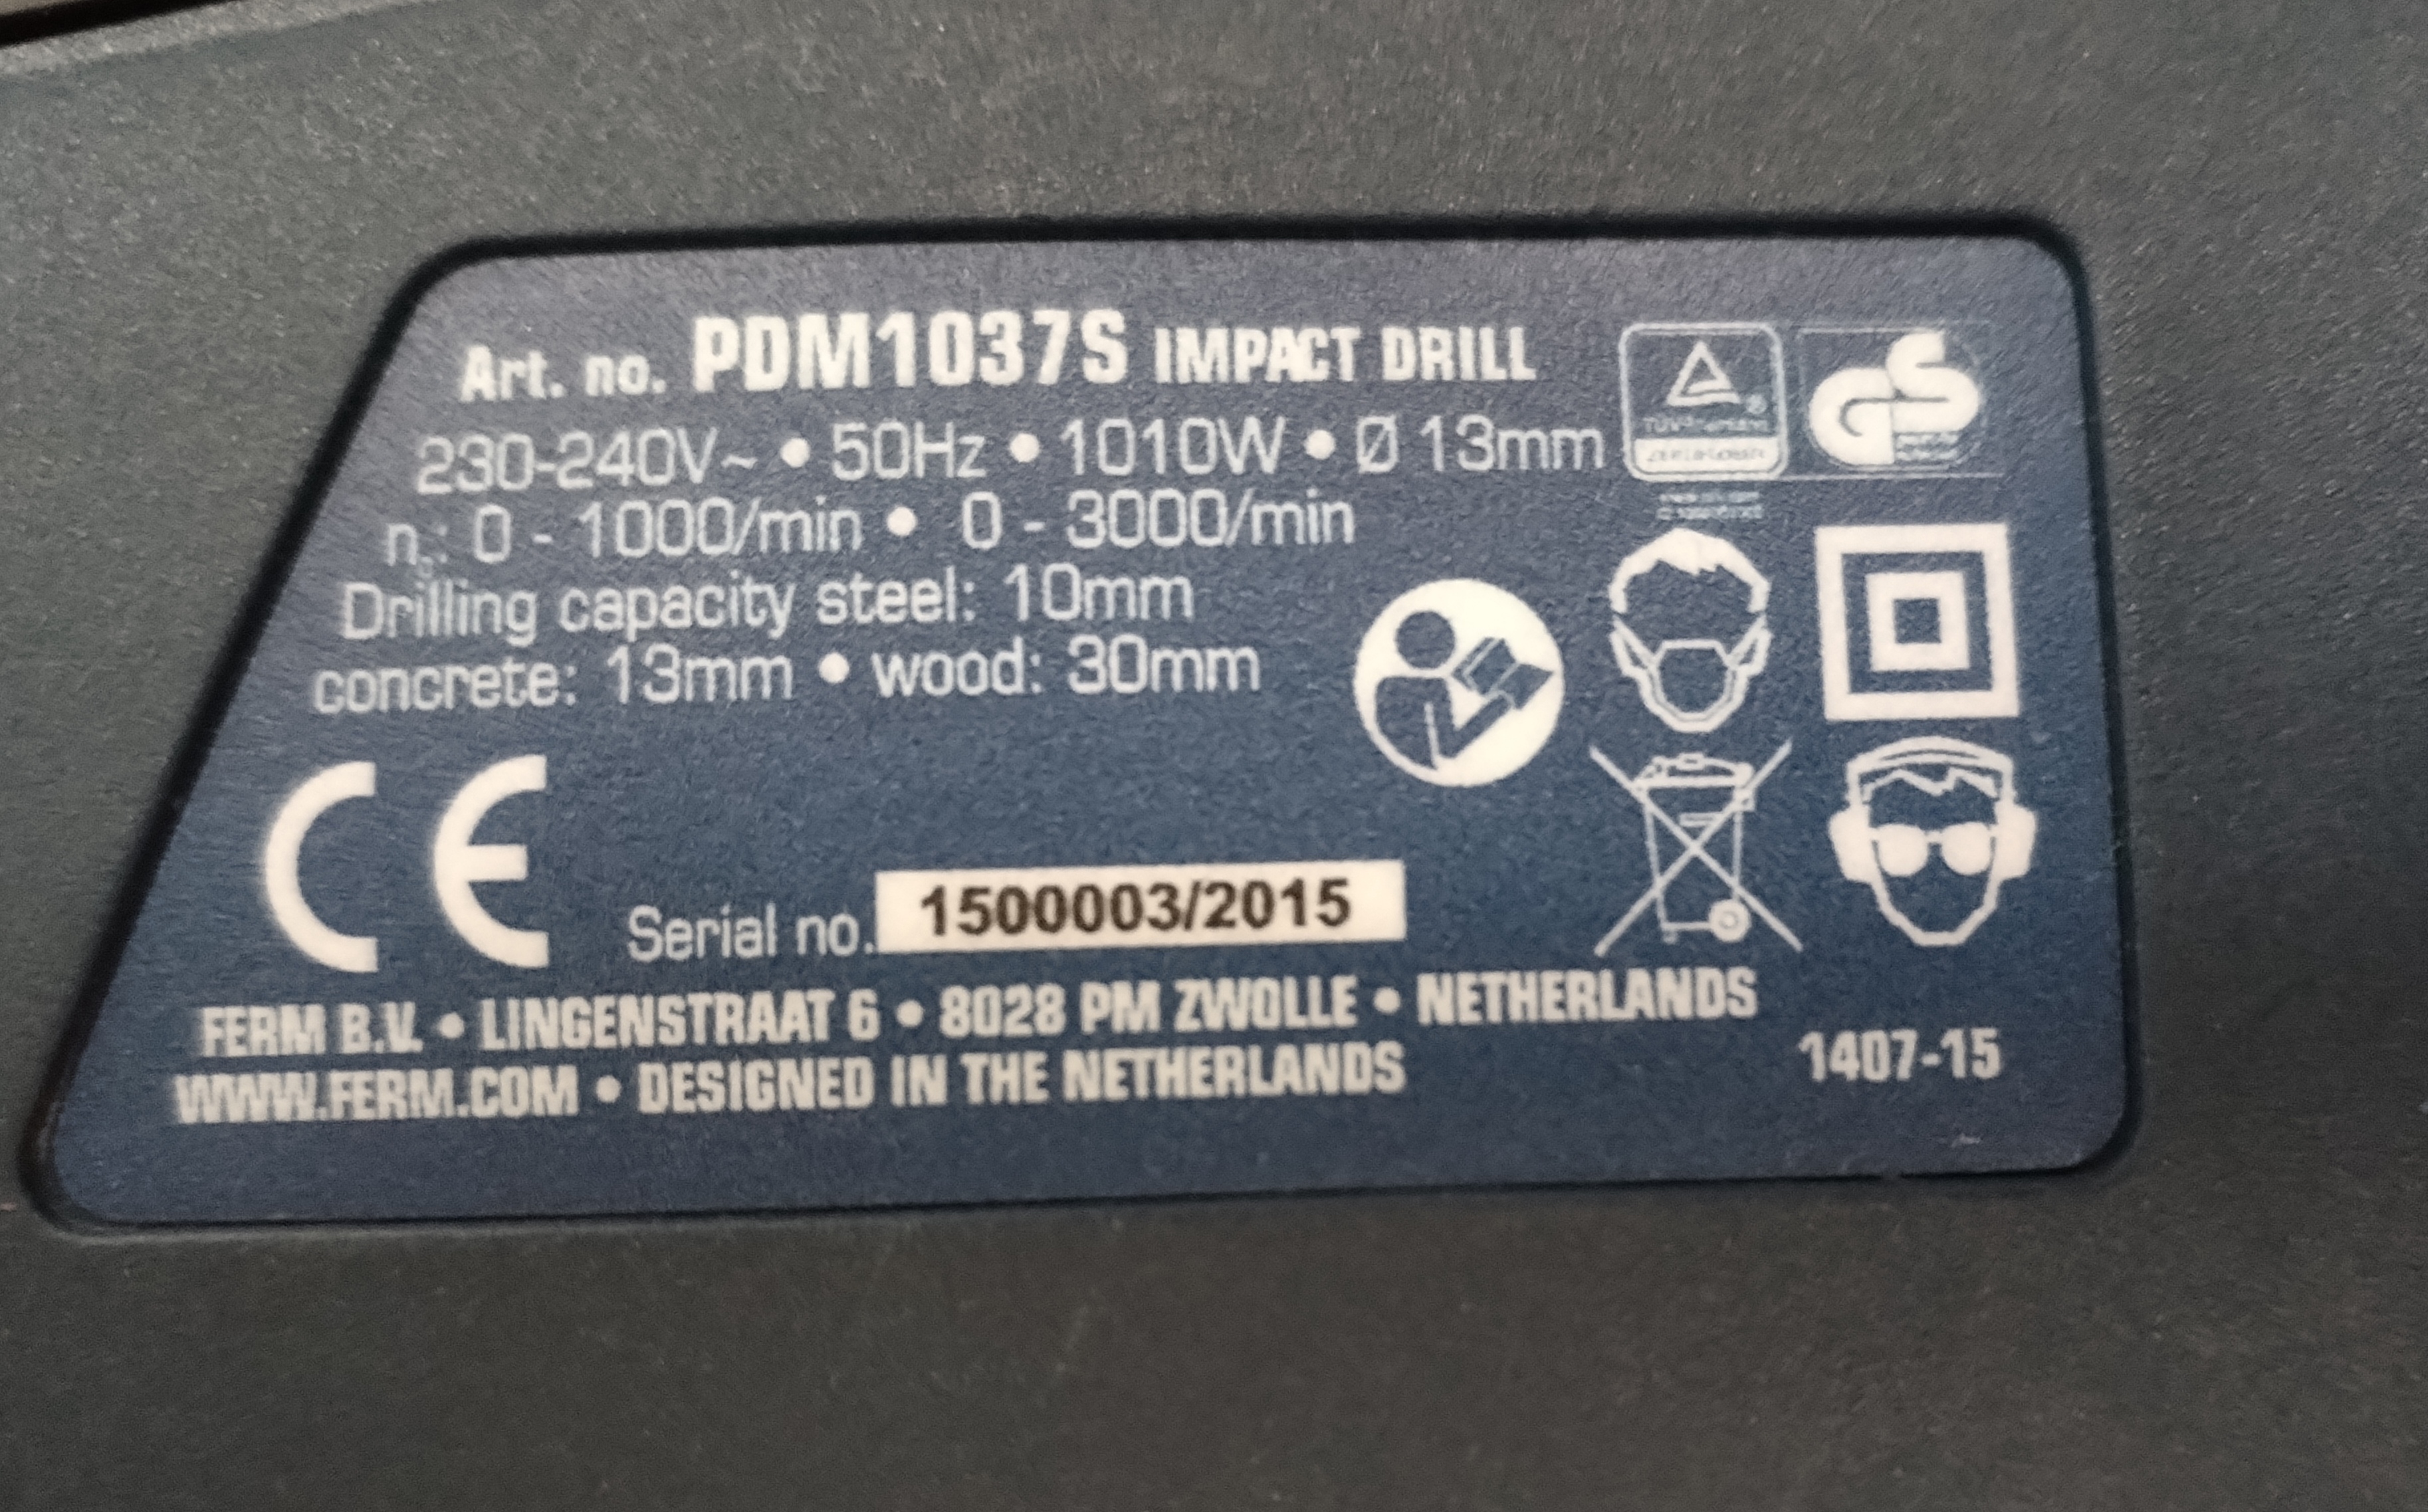 Art. no. PDM1037S IMPACT DRILL
230-240V~ • 50Hz • 1010W • Ø 13mm
n₀: 0 - 1000/min • 0 - 3000/min
Drilling capacity steel: 10mm
concrete: 13mm • wood: 30mm
GS
CE
Serial no. 1500003/2015
FERM B.V. • LINGENSTRAAT 6 • 8028 PM ZWOLLE • NETHERLANDS
WWW.FERM.COM • DESIGNED IN THE NETHERLANDS
1407-15